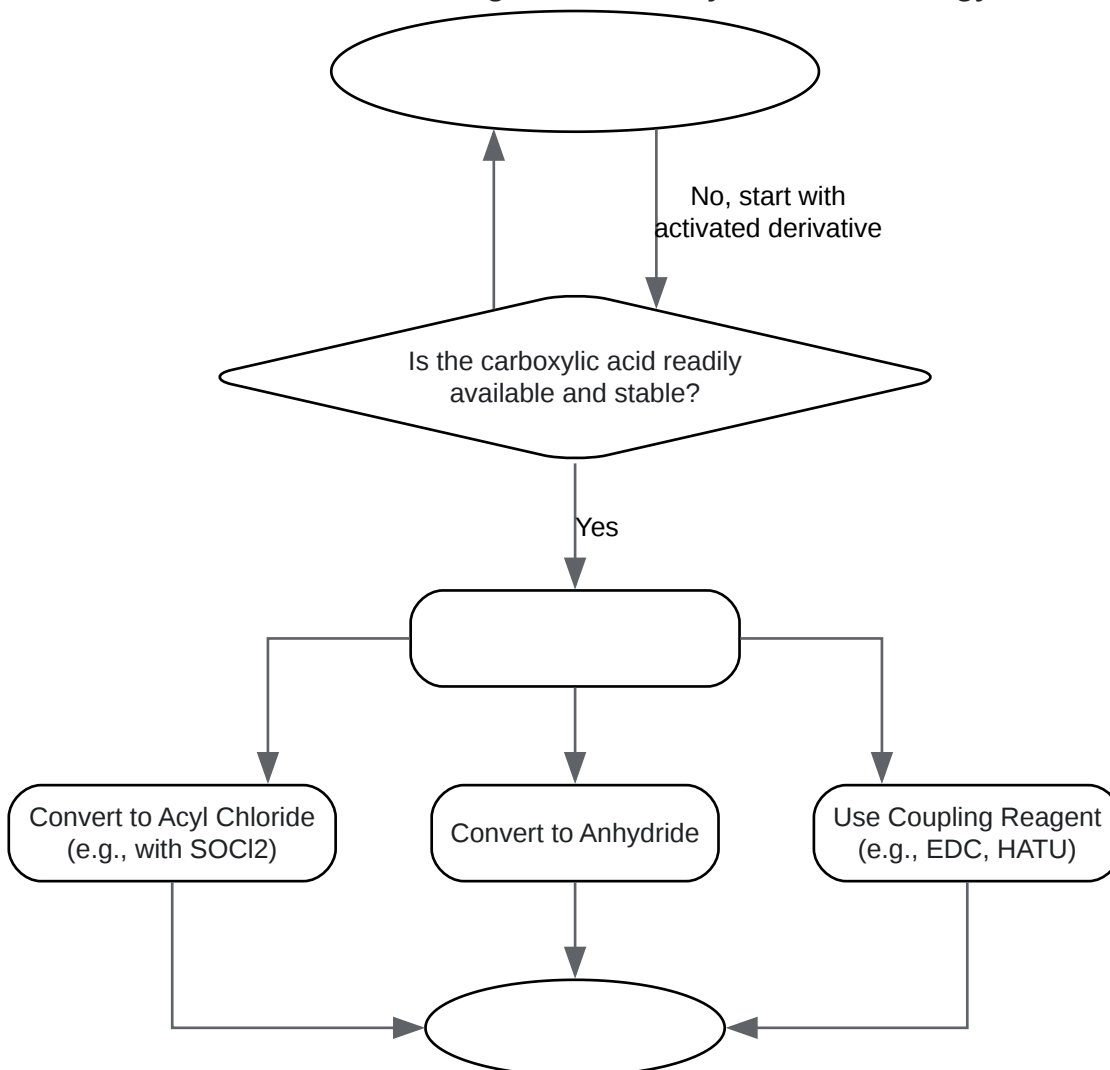 No, start with
activated derivative
Is the carboxylic acid readily
available and stable?
Yes
Convert to Acyl Chloride
(e.g., with SOCl2)
Convert to Anhydride
Use Coupling Reagent
(e.g., EDC, HATU)